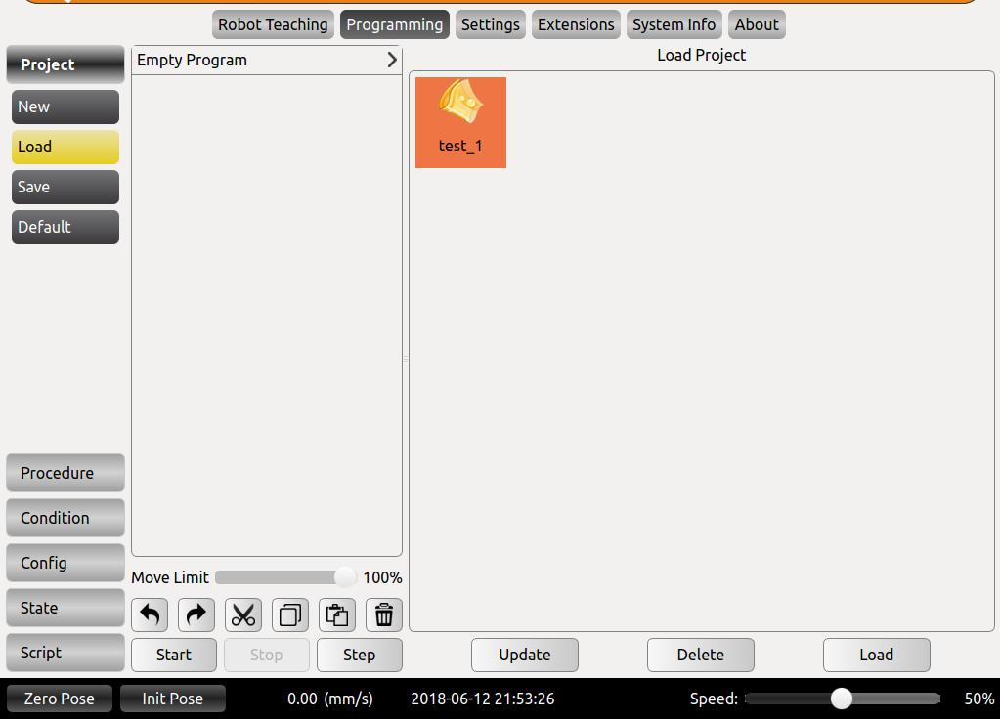 Robot Teaching Programming Settings Extensions System Info About
Project
New
Load
Save
Default
Procedure
Condition
Config
State
Script
Empty Program
Move Limit 100%
Start Stop Step
Load Project
test_1
Update Delete Load
Zero Pose Init Pose 0.00 (mm/s) 2018-06-12 21:53:26 Speed: 50%